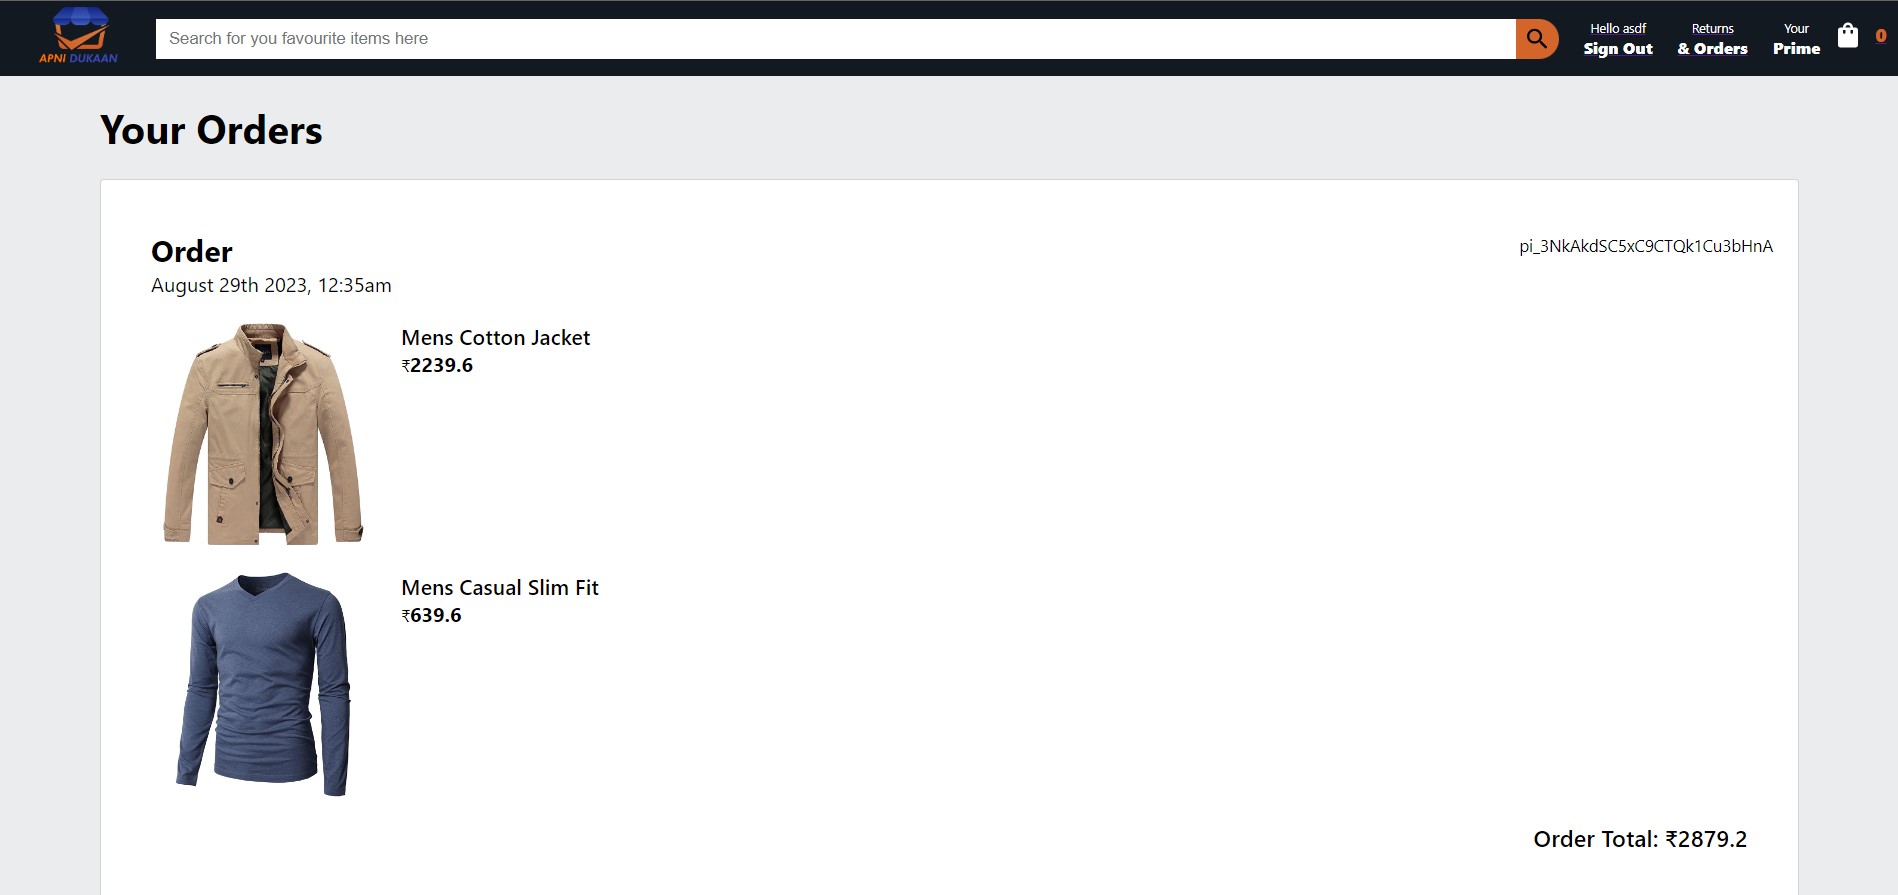 APNI DUKAAN
Search for you favourite items here
Hello asdf
Sign Out
Returns
& Orders
Your
Prime
0
Your Orders
Order
pi_3NkAkdSC5xC9CTQk1Cu3bHnA
August 29th 2023, 12:35am
Mens Cotton Jacket
₹2239.6
Mens Casual Slim Fit
₹639.6
Order Total: ₹2879.2